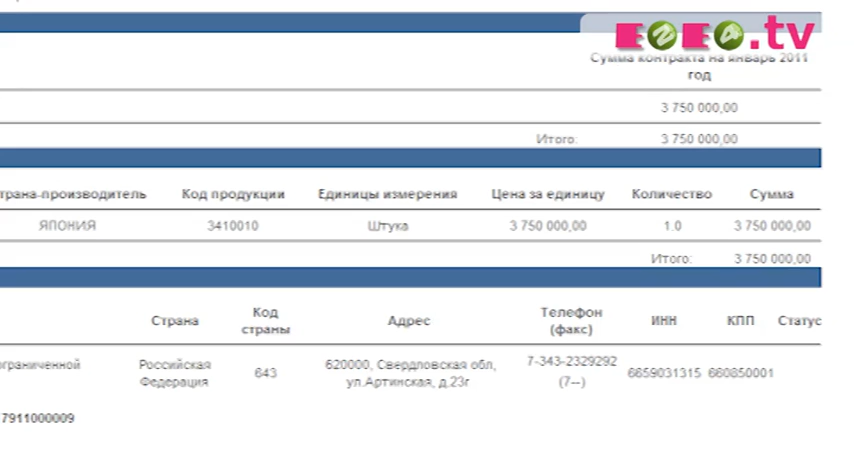 EZEA.tv
Сумма контракта на январь 2011
год
3 750 000,00
Итого: 3 750 000,00
трана-производитель Код продукции Единицы измерения Цена за единицу Количество Сумма
ЯПОНИЯ 3410010 Штука 3 750 000,00 1.0 3 750 000,00
Итого: 3 750 000,00
Страна Код страны Адрес Телефон (факс) ИНН КПП Статус
ограниченной Российская Федерация 643 620000, Свердловская обл, ул.Артинская, д.23г 7-343-2329292 (7--) 6659031315 660850001
7911000009